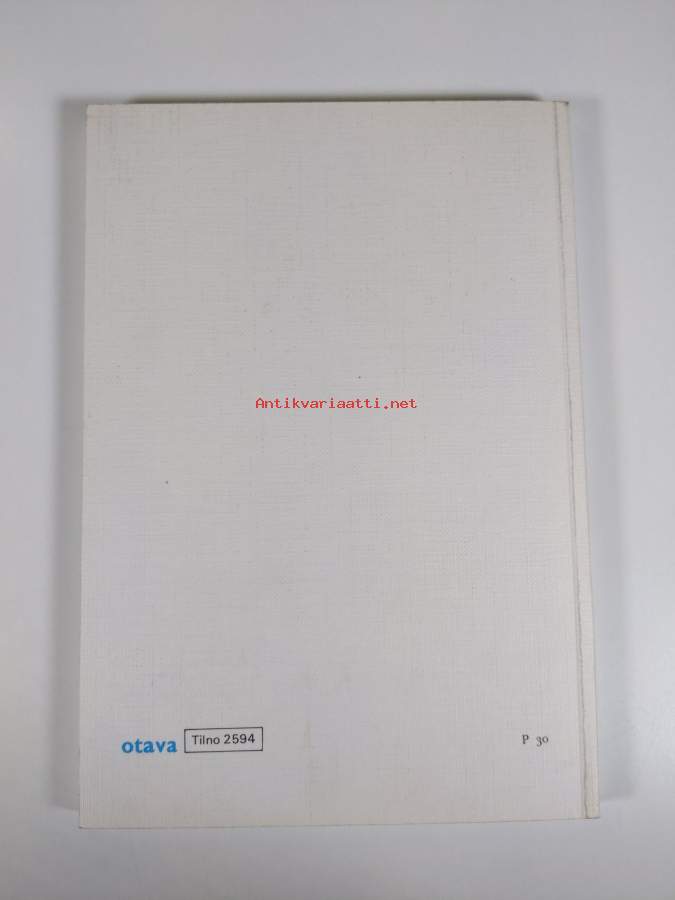 Antikvariaatti.net
otava Tilno 2594 P 30